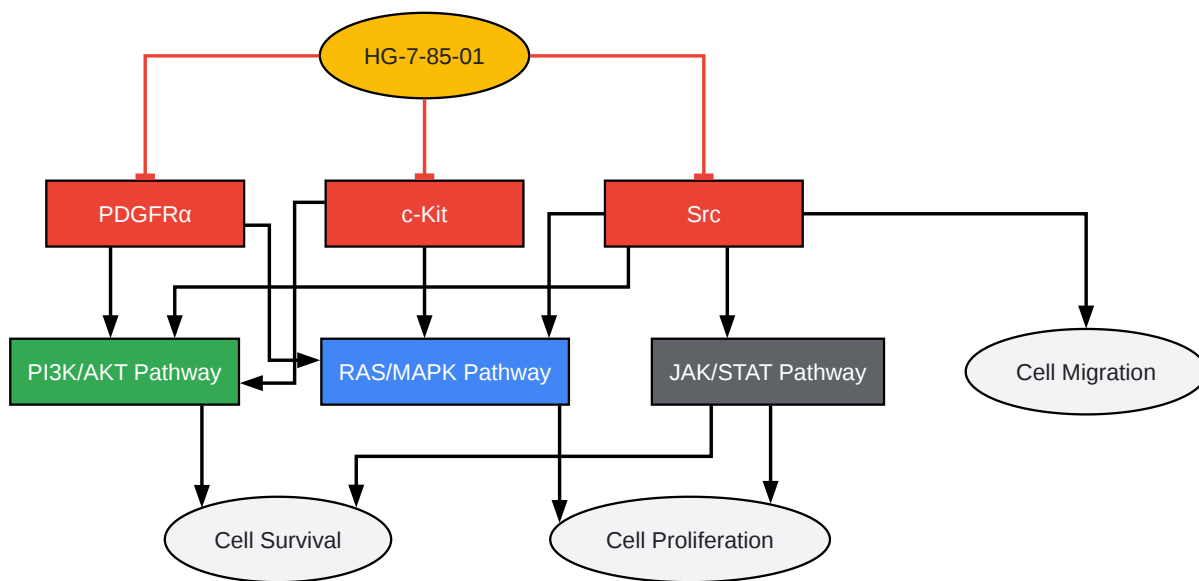 HG-7-85-01
PDGFRα
c-Kit
Src
PI3K/AKT Pathway
RAS/MAPK Pathway
JAK/STAT Pathway
Cell Migration
Cell Survival
Cell Proliferation